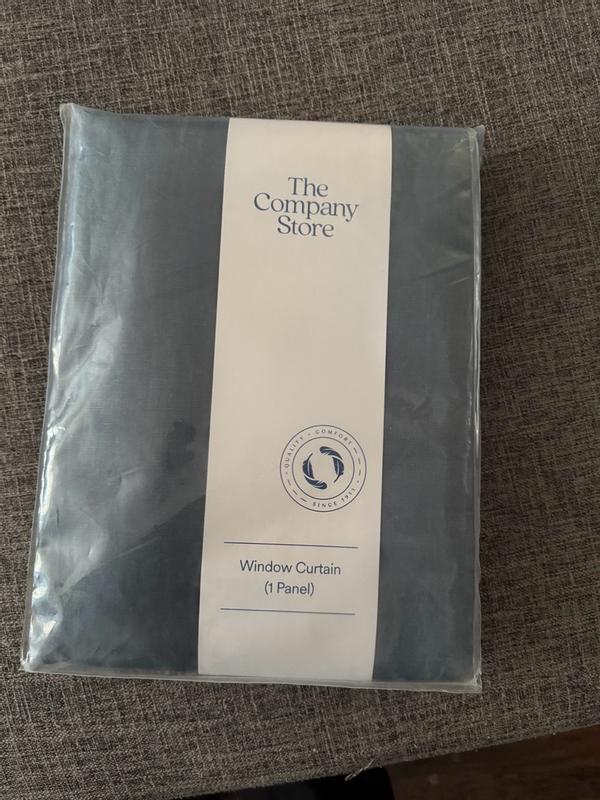 The
Company
Store
QUALITY • COMFORT
SINCE 1911
Window Curtain
(1 Panel)